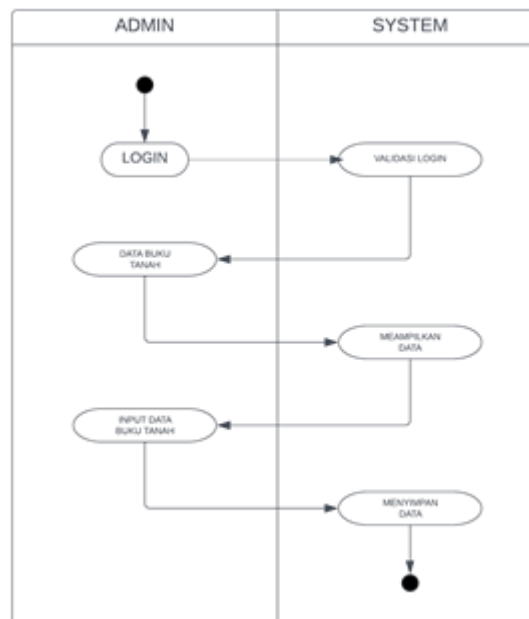 ADMIN
SYSTEM
LOGIN
VALIDASI LOGIN
DATA BUKU
TANAH
MEAMPILKAN
DATA
INPUT DATA
BUKU TANAH
MENYIMPAN
DATA